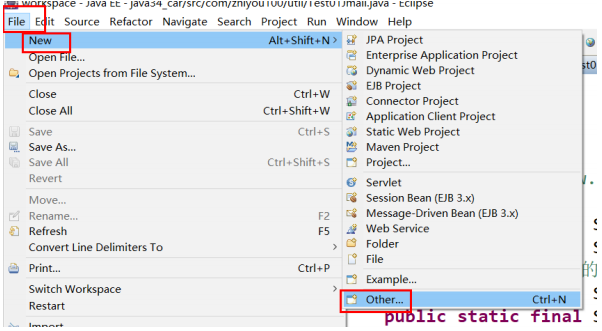 workspace - Java EE - java34_car/src/com/zhiyou100/util/Test01Jmail.java - Eclipse
File Edit Source Refactor Navigate Search Project Run Window Help
New Alt+Shift+N >
Open File...
Open Projects from File System...
Close Ctrl+W
Close All Ctrl+Shift+W
Save Ctrl+S
Save As...
Save All Ctrl+Shift+S
Revert
Move...
Rename... F2
Refresh F5
Convert Line Delimiters To >
Print... Ctrl+P
Switch Workspace >
Restart
Import
JPA Project
Enterprise Application Project
Dynamic Web Project
EJB Project
Connector Project
Application Client Project
Static Web Project
Maven Project
Project...
Servlet
Session Bean (EJB 3.x)
Message-Driven Bean (EJB 3.x)
Web Service
Folder
File
Example...
Other... Ctrl+N
st0
w.
S
S
的
S
public static final S